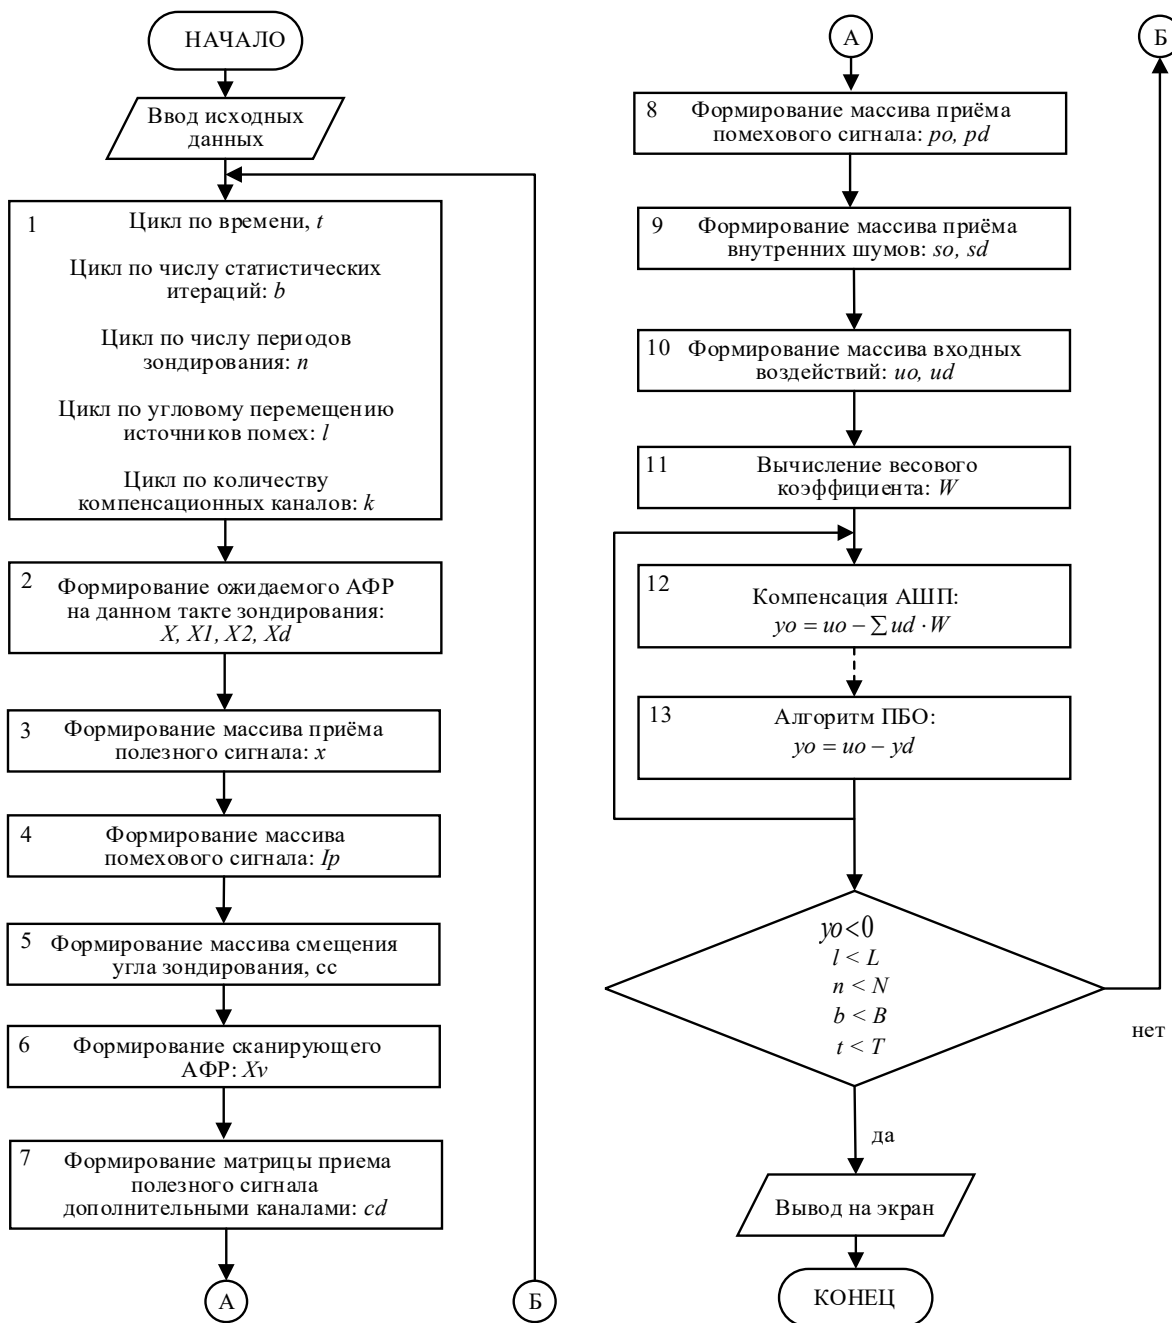 НАЧАЛО
Ввод исходных
данных
1
Цикл по времени, t
Цикл по числу статистических
итераций: b
Цикл по числу периодов
зондирования: n
Цикл по угловому перемещению
источников помех: l
Цикл по количеству
компенсационных каналов: k
2
Формирование ожидаемого АФР
на данном такте зондирования:
X, X1, X2, Xd
3
Формирование массива приёма
полезного сигнала: x
4
Формирование массива
помехового сигнала: Ip
5
Формирование массива смещения
угла зондирования, cc
6
Формирование сканирующего
АФР: Xv
7
Формирование матрицы приема
полезного сигнала
дополнительными каналами: cd
А
Б
А
Б
8
Формирование массива приёма
помехового сигнала: po, pd
9
Формирование массива приёма
внутренних шумов: so, sd
10
Формирование массива входных
воздействий: uo, ud
11
Вычисление весового
коэффициента: W
12
Компенсация АШП:
yo = uo − ∑ ud · W
13
Алгоритм ПБО:
yo = uo − yd
yo<0
l < L
n < N
b < B
t < T
нет
да
Вывод на экран
КОНЕЦ